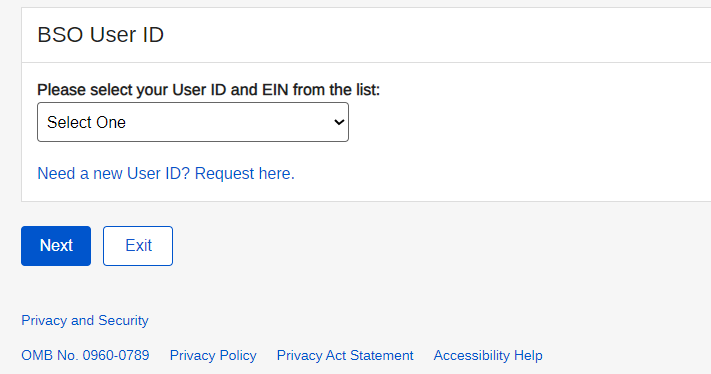 BSO User ID
Please select your User ID and EIN from the list:
Select One
Need a new User ID? Request here.
Next Exit
Privacy and Security
OMB No. 0960-0789 Privacy Policy Privacy Act Statement Accessibility Help